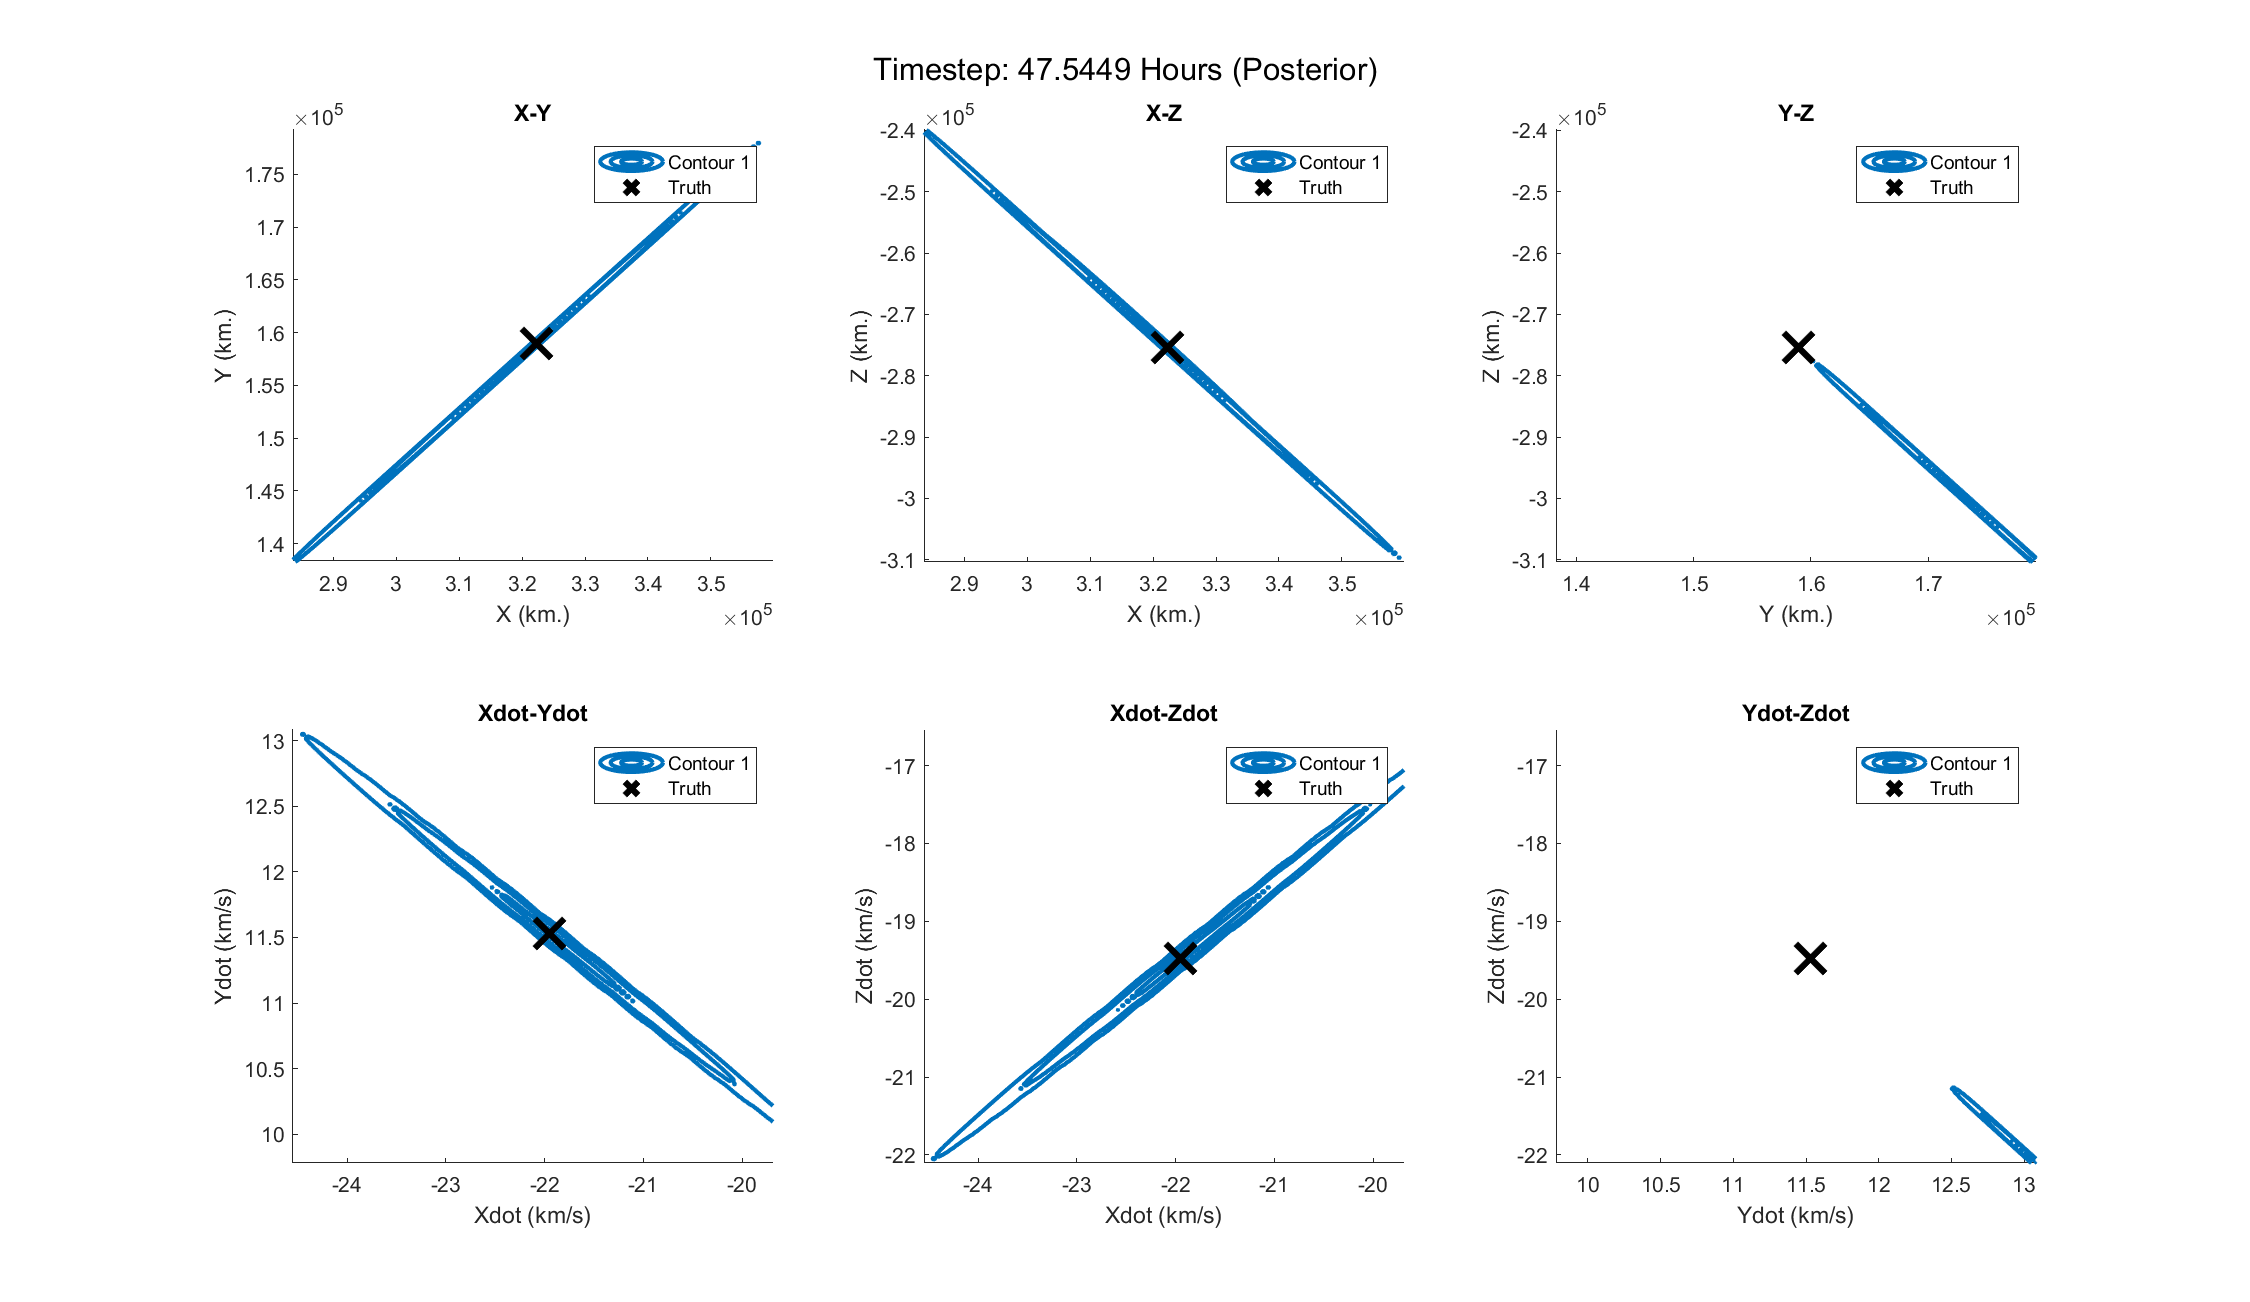 Timestep: 47.5449 Hours (Posterior)
X-Y
×10^5
1.75
1.7
1.65
1.6
1.55
1.5
1.45
1.4
Y (km.)
2.9 3 3.1 3.2 3.3 3.4 3.5
X (km.)
×10^5
Contour 1
Truth
X-Z
×10^5
-2.4
-2.5
-2.6
-2.7
-2.8
-2.9
-3
-3.1
Z (km.)
2.9 3 3.1 3.2 3.3 3.4 3.5
X (km.)
×10^5
Contour 1
Truth
Y-Z
×10^5
-2.4
-2.5
-2.6
-2.7
-2.8
-2.9
-3
-3.1
Z (km.)
1.4 1.5 1.6 1.7
Y (km.)
×10^5
Contour 1
Truth
Xdot-Ydot
13
12.5
12
11.5
11
10.5
10
Ydot (km/s)
-24 -23 -22 -21 -20
Xdot (km/s)
Contour 1
Truth
Xdot-Zdot
-17
-18
-19
-20
-21
-22
Zdot (km/s)
-24 -23 -22 -21 -20
Xdot (km/s)
Contour 1
Truth
Ydot-Zdot
-17
-18
-19
-20
-21
-22
Zdot (km/s)
10 10.5 11 11.5 12 12.5 13
Ydot (km/s)
Contour 1
Truth